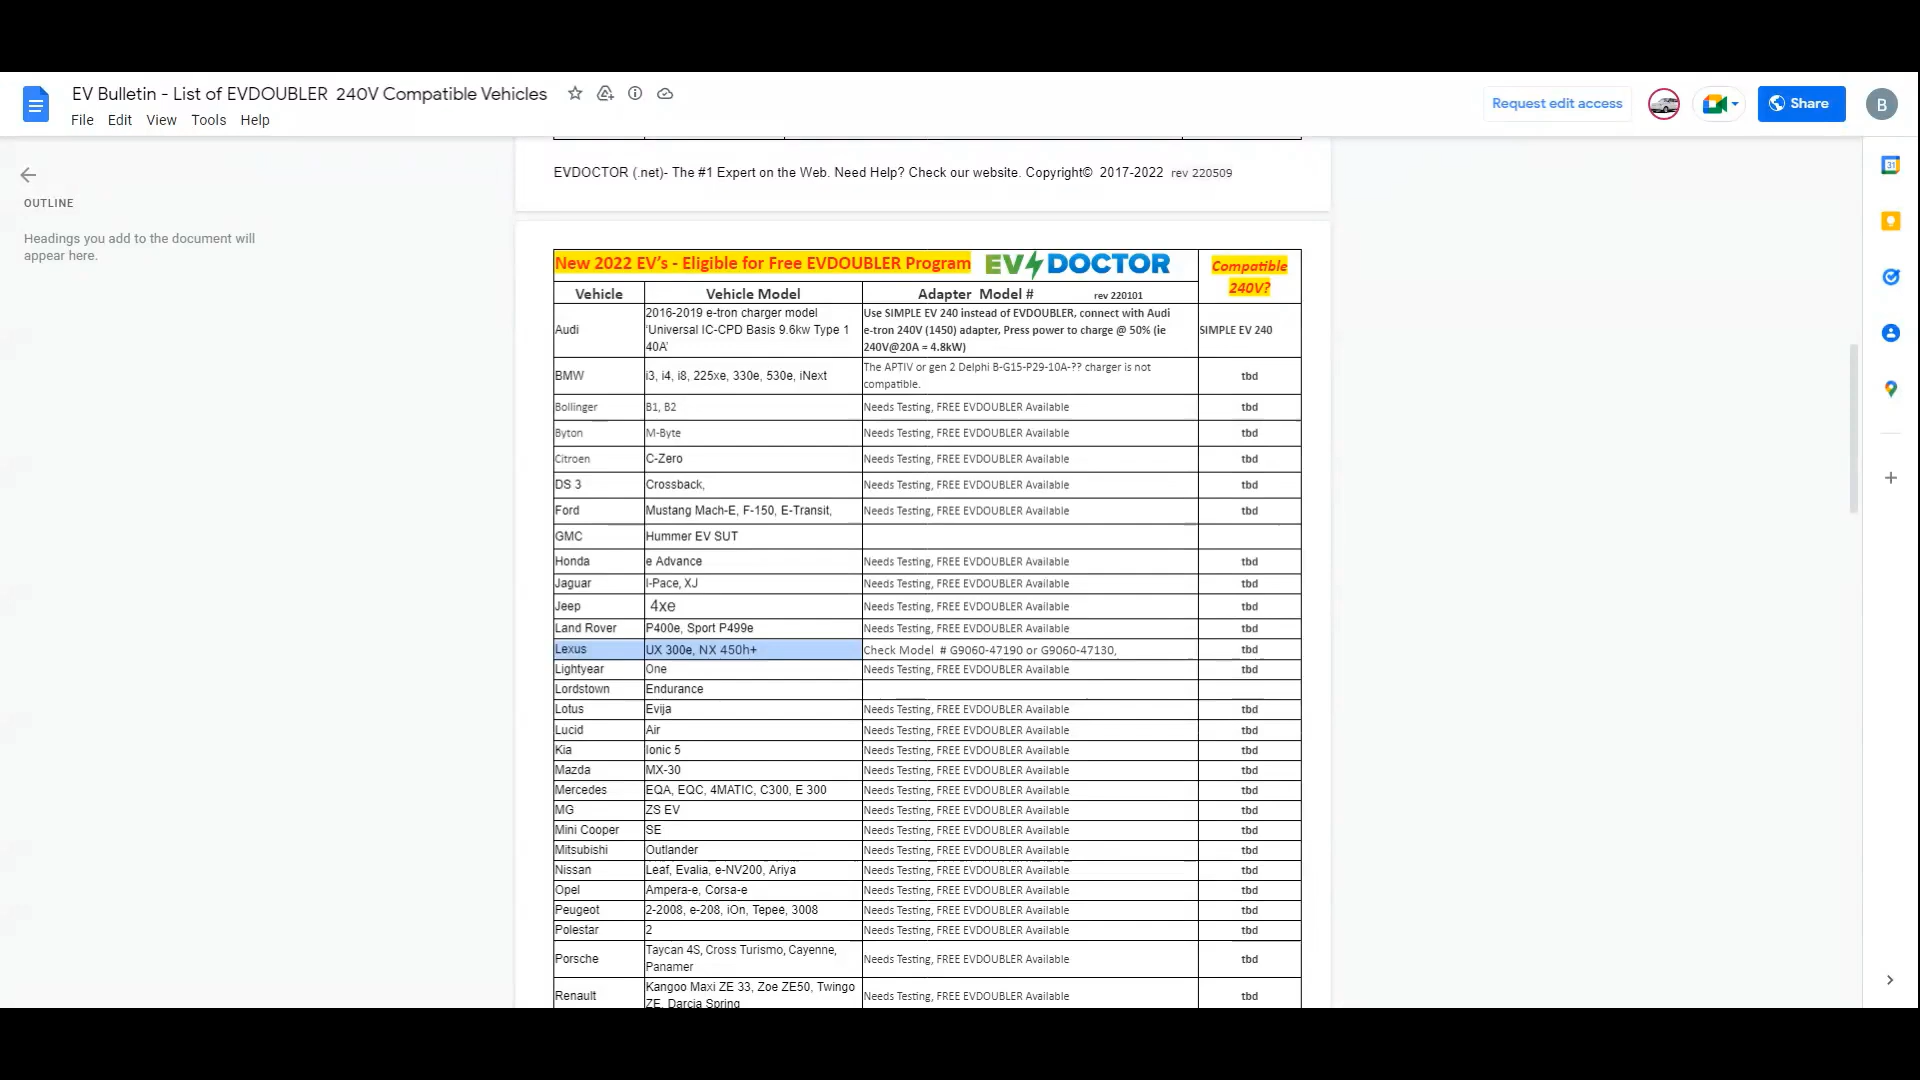 EV Bulletin - List of EVDOUBLER 240V Compatible Vehicles
File Edit View Tools Help
Request edit access
Share
B
OUTLINE
Headings you add to the document will
appear here.
EVDOCTOR (.net)- The #1 Expert on the Web. Need Help? Check our website. Copyright© 2017-2022 rev 220509
New 2022 EV's - Eligible for Free EVDOUBLER Program EV DOCTOR Compatible 240V?
Vehicle Vehicle Model Adapter Model # rev 220101
Audi 2016-2019 e-tron charger model 'Universal IC-CPD Basis 9.6kw Type 1 40A' Use SIMPLE EV 240 instead of EVDOUBLER, connect with Audi e-tron 240V (1450) adapter, Press power to charge @ 50% (ie 240V@20A = 4.8kW) SIMPLE EV 240
BMW i3, i4, i8, 225xe, 330e, 530e, iNext The APTIV or gen 2 Delphi B-G15-P29-10A-?? charger is not compatible. tbd
Bollinger B1, B2 Needs Testing, FREE EVDOUBLER Available tbd
Byton M-Byte Needs Testing, FREE EVDOUBLER Available tbd
Citroen C-Zero Needs Testing, FREE EVDOUBLER Available tbd
DS 3 Crossback, Needs Testing, FREE EVDOUBLER Available tbd
Ford Mustang Mach-E, F-150, E-Transit, Needs Testing, FREE EVDOUBLER Available tbd
GMC Hummer EV SUT
Honda e Advance Needs Testing, FREE EVDOUBLER Available tbd
Jaguar I-Pace, XJ Needs Testing, FREE EVDOUBLER Available tbd
Jeep 4xe Needs Testing, FREE EVDOUBLER Available tbd
Land Rover P400e, Sport P499e Needs Testing, FREE EVDOUBLER Available tbd
Lexus UX 300e, NX 450h+ Check Model # G9060-47190 or G9060-47130, tbd
Lightyear One Needs Testing, FREE EVDOUBLER Available tbd
Lordstown Endurance
Lotus Evija Needs Testing, FREE EVDOUBLER Available tbd
Lucid Air Needs Testing, FREE EVDOUBLER Available tbd
Kia Ionic 5 Needs Testing, FREE EVDOUBLER Available tbd
Mazda MX-30 Needs Testing, FREE EVDOUBLER Available tbd
Mercedes EQA, EQC, 4MATIC, C300, E 300 Needs Testing, FREE EVDOUBLER Available tbd
MG ZS EV Needs Testing, FREE EVDOUBLER Available tbd
Mini Cooper SE Needs Testing, FREE EVDOUBLER Available tbd
Mitsubishi Outlander Needs Testing, FREE EVDOUBLER Available tbd
Nissan Leaf, Evalia, e-NV200, Ariya Needs Testing, FREE EVDOUBLER Available tbd
Opel Ampera-e, Corsa-e Needs Testing, FREE EVDOUBLER Available tbd
Peugeot 2-2008, e-208, iOn, Tepee, 3008 Needs Testing, FREE EVDOUBLER Available tbd
Polestar 2 Needs Testing, FREE EVDOUBLER Available tbd
Porsche Taycan 4S, Cross Turismo, Cayenne, Panamer Needs Testing, FREE EVDOUBLER Available tbd
Renault Kangoo Maxi ZE 33, Zoe ZE50, Twingo ZE, Darcia Spring Needs Testing, FREE EVDOUBLER Available tbd